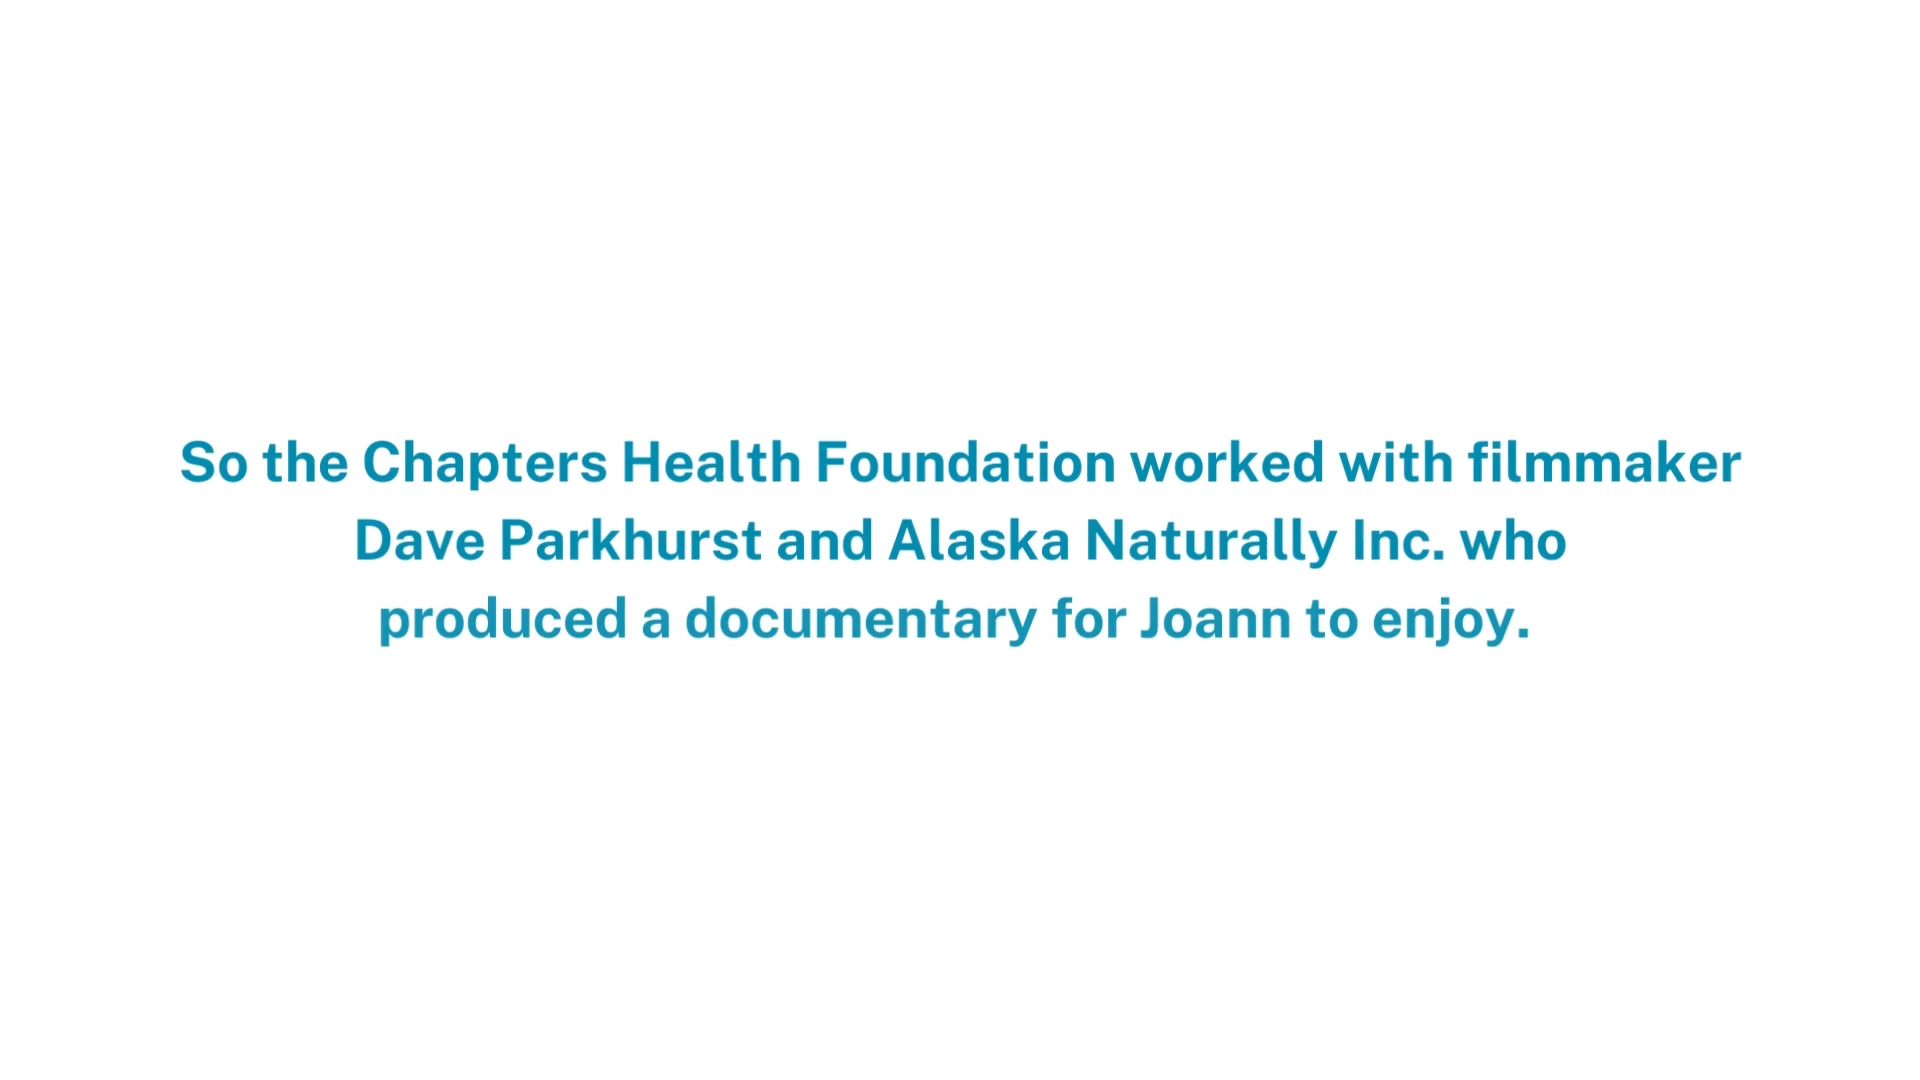 So the Chapters Health Foundation worked with filmmaker
Dave Parkhurst and Alaska Naturally Inc. who
produced a documentary for Joann to enjoy.